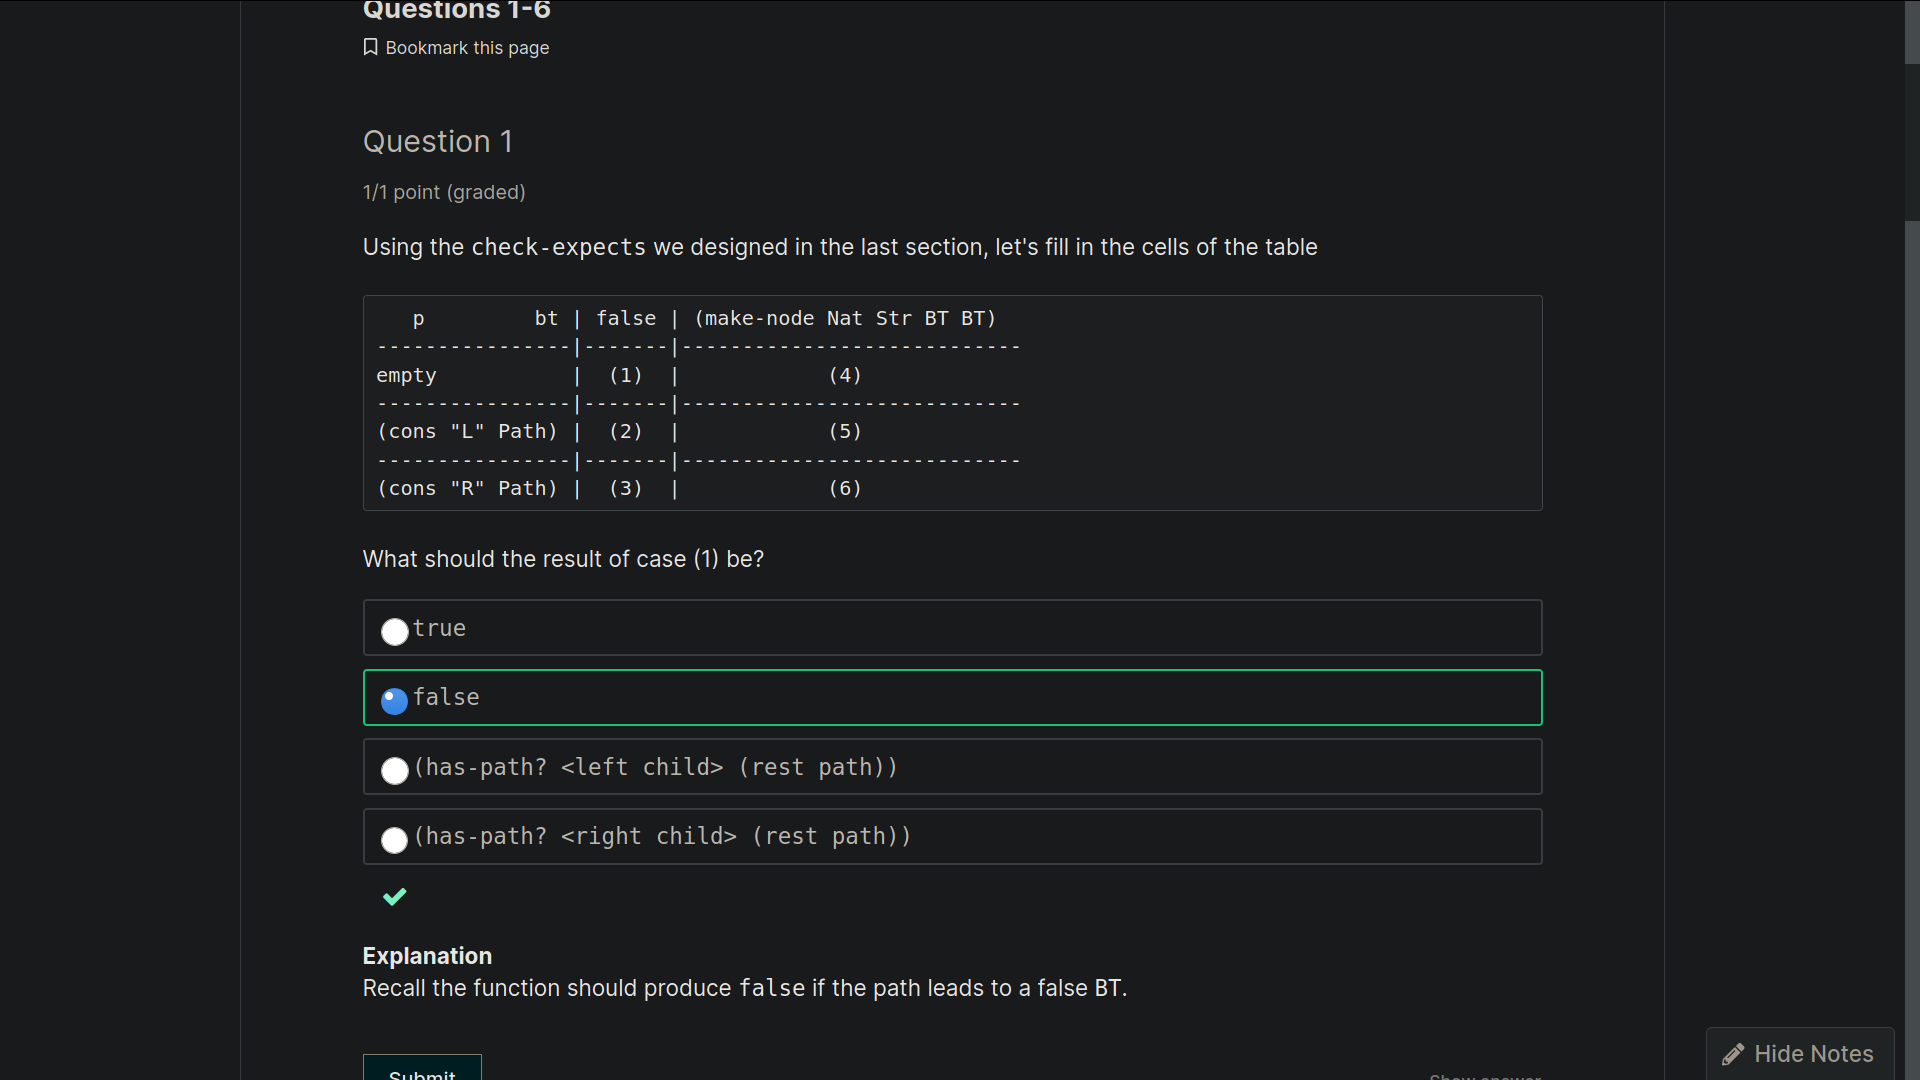 Questions 1-6
Bookmark this page
Question 1
1/1 point (graded)
Using the check-expects we designed in the last section, let's fill in the cells of the table
   p         bt | false | (make-node Nat Str BT BT)
----------------|-------|----------------------------
empty           |  (1)  |            (4)
----------------|-------|----------------------------
(cons "L" Path) |  (2)  |            (5)
----------------|-------|----------------------------
(cons "R" Path) |  (3)  |            (6)
What should the result of case (1) be?
true
false
(has-path? <left child> (rest path))
(has-path? <right child> (rest path))
Explanation
Recall the function should produce false if the path leads to a false BT.
Hide Notes
Submit
Show answer